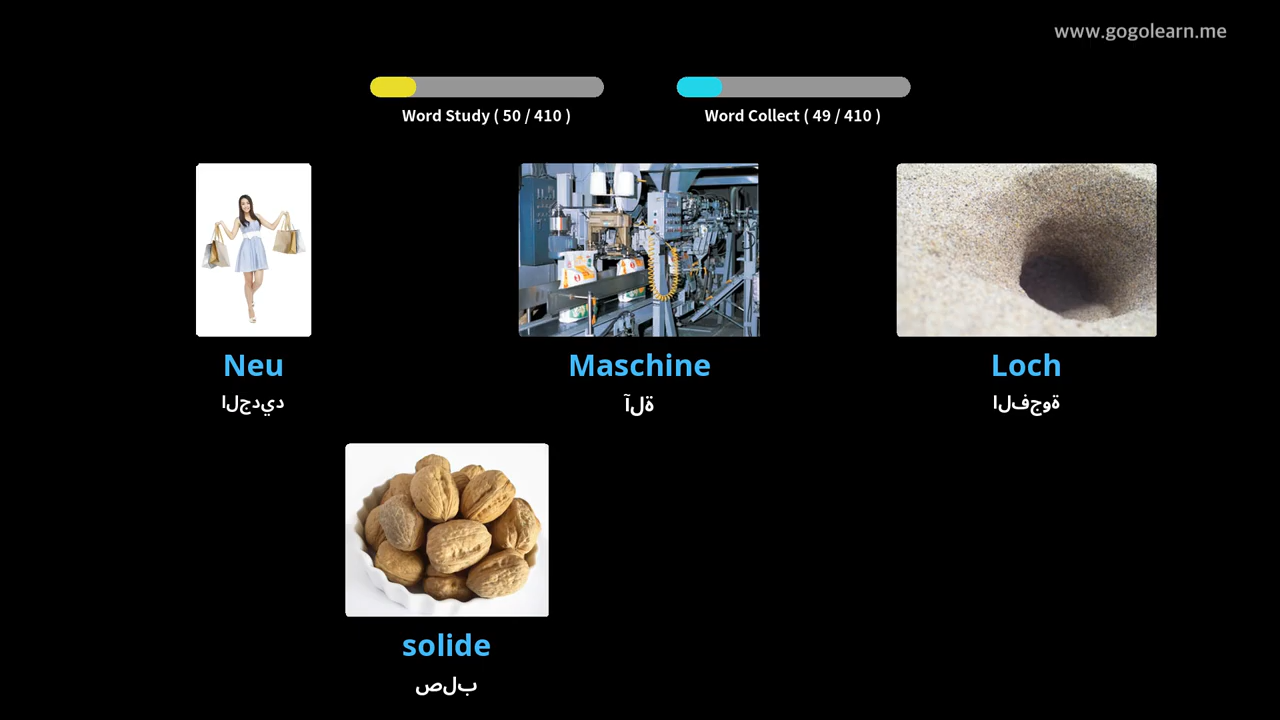 www.gogolearn.me
Word Study ( 50 / 410 )
Word Collect ( 49 / 410 )
Neu
الجديد
Maschine
آلة
Loch
الفجوة
solide
صلب